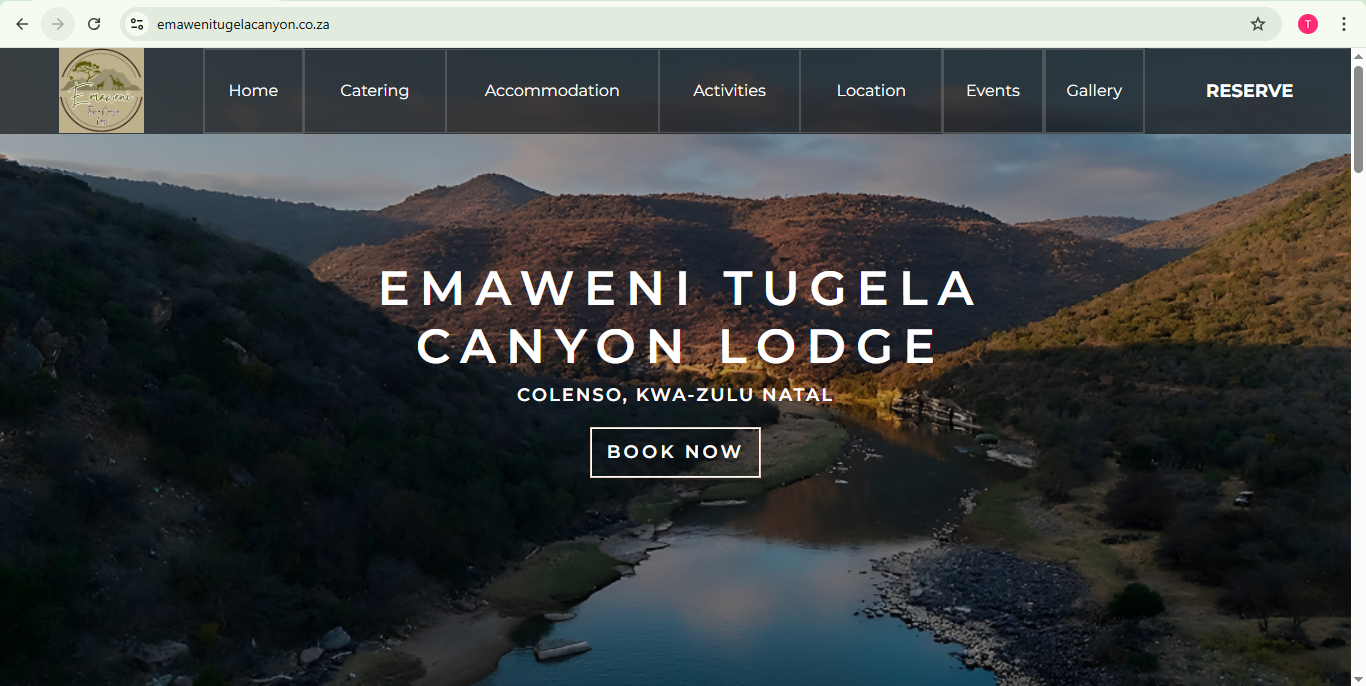 emawenitugelacanyon.co.za
T
Emaweni
Home
Catering
Accommodation
Activities
Location
Events
Gallery
RESERVE
EMAWENI TUGELA
CANYON LODGE
COLENSO, KWA-ZULU NATAL
BOOK NOW